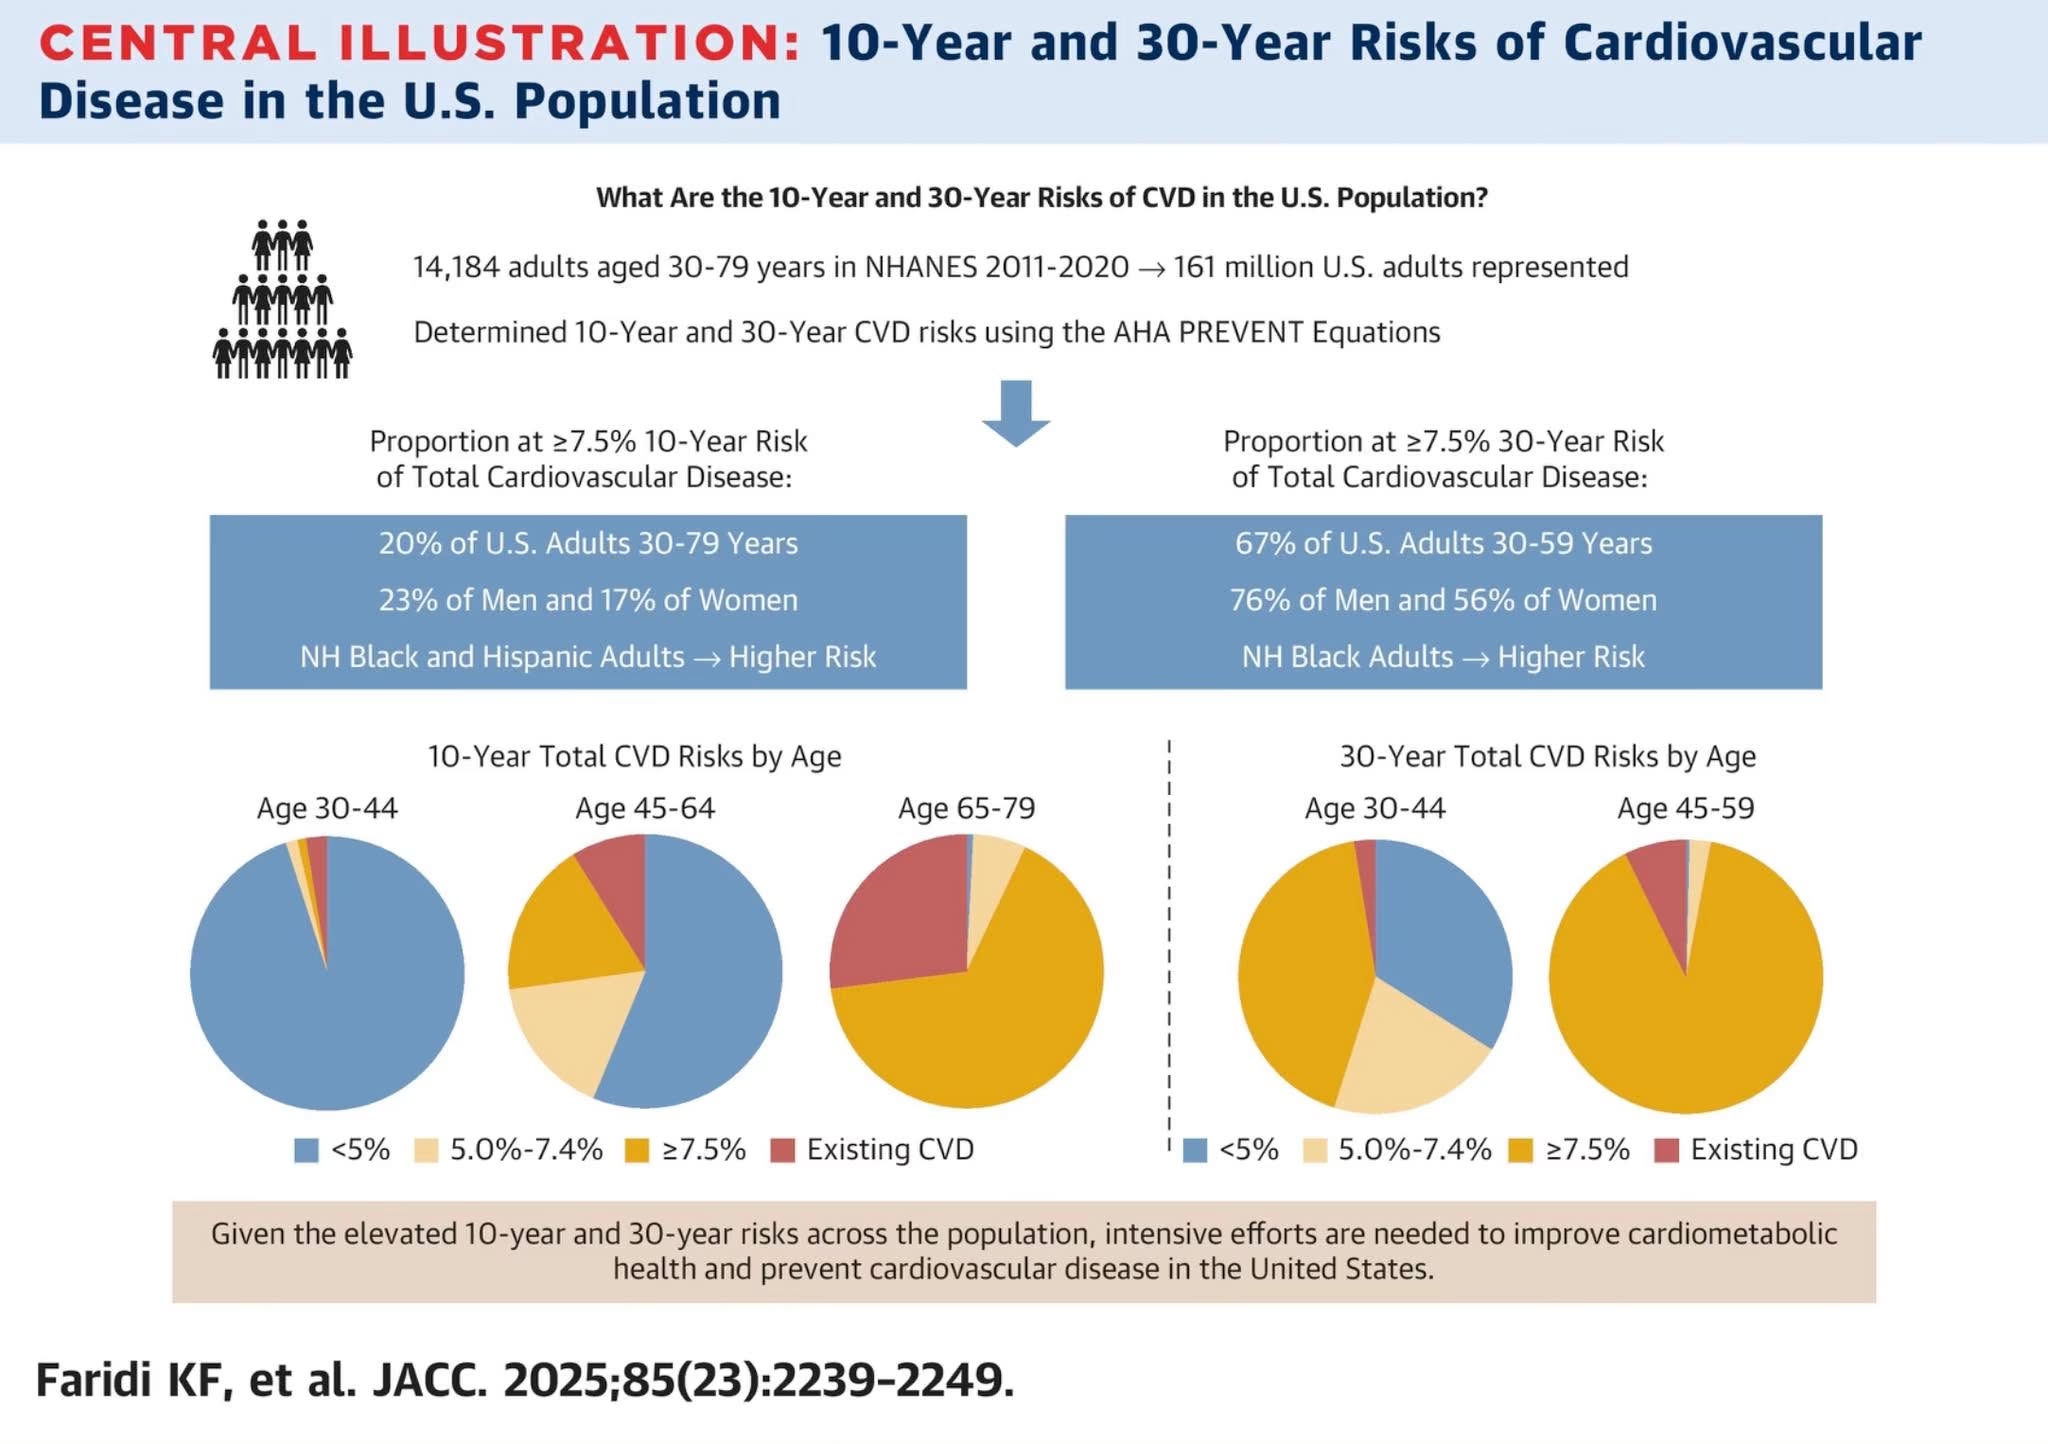 CENTRAL ILLUSTRATION: 10-Year and 30-Year Risks of Cardiovascular
Disease in the U.S. Population
What Are the 10-Year and 30-Year Risks of CVD in the U.S. Population?
14,184 adults aged 30-79 years in NHANES 2011-2020 → 161 million U.S. adults represented
Determined 10-Year and 30-Year CVD risks using the AHA PREVENT Equations
Proportion at ≥7.5% 10-Year Risk
of Total Cardiovascular Disease:
20% of U.S. Adults 30-79 Years
23% of Men and 17% of Women
NH Black and Hispanic Adults → Higher Risk
Proportion at ≥7.5% 30-Year Risk
of Total Cardiovascular Disease:
67% of U.S. Adults 30-59 Years
76% of Men and 56% of Women
NH Black Adults → Higher Risk
10-Year Total CVD Risks by Age
Age 30-44
Age 45-64
Age 65-79
<5%
5.0%-7.4%
≥7.5%
Existing CVD
30-Year Total CVD Risks by Age
Age 30-44
Age 45-59
<5%
5.0%-7.4%
≥7.5%
Existing CVD
Given the elevated 10-year and 30-year risks across the population, intensive efforts are needed to improve cardiometabolic
health and prevent cardiovascular disease in the United States.
Faridi KF, et al. JACC. 2025;85(23):2239–2249.